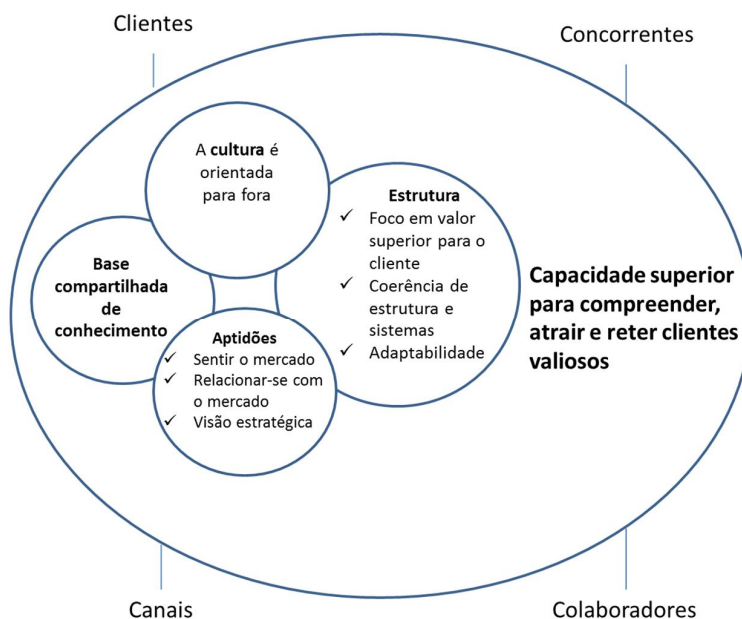 Clientes
Concorrentes
A cultura é
orientada
para fora
Estrutura
✓ Foco em valor
superior para o
cliente
✓ Coerência de
estrutura e
sistemas
✓ Adaptabilidade
Base
compartilhada
de
conhecimento
Aptidões
✓ Sentir o mercado
✓ Relacionar-se com
o mercado
✓ Visão estratégica
Capacidade superior
para compreender,
atrair e reter clientes
valiosos
Canais
Colaboradores